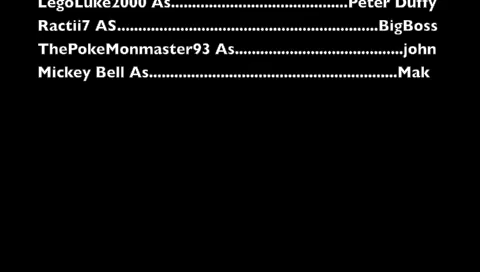 LegoLuke2000 As..........................................Peter Duffy
Ractii7 AS..............................................................BigBoss
ThePokeMonmaster93 As........................................john
Mickey Bell As...........................................................Mak